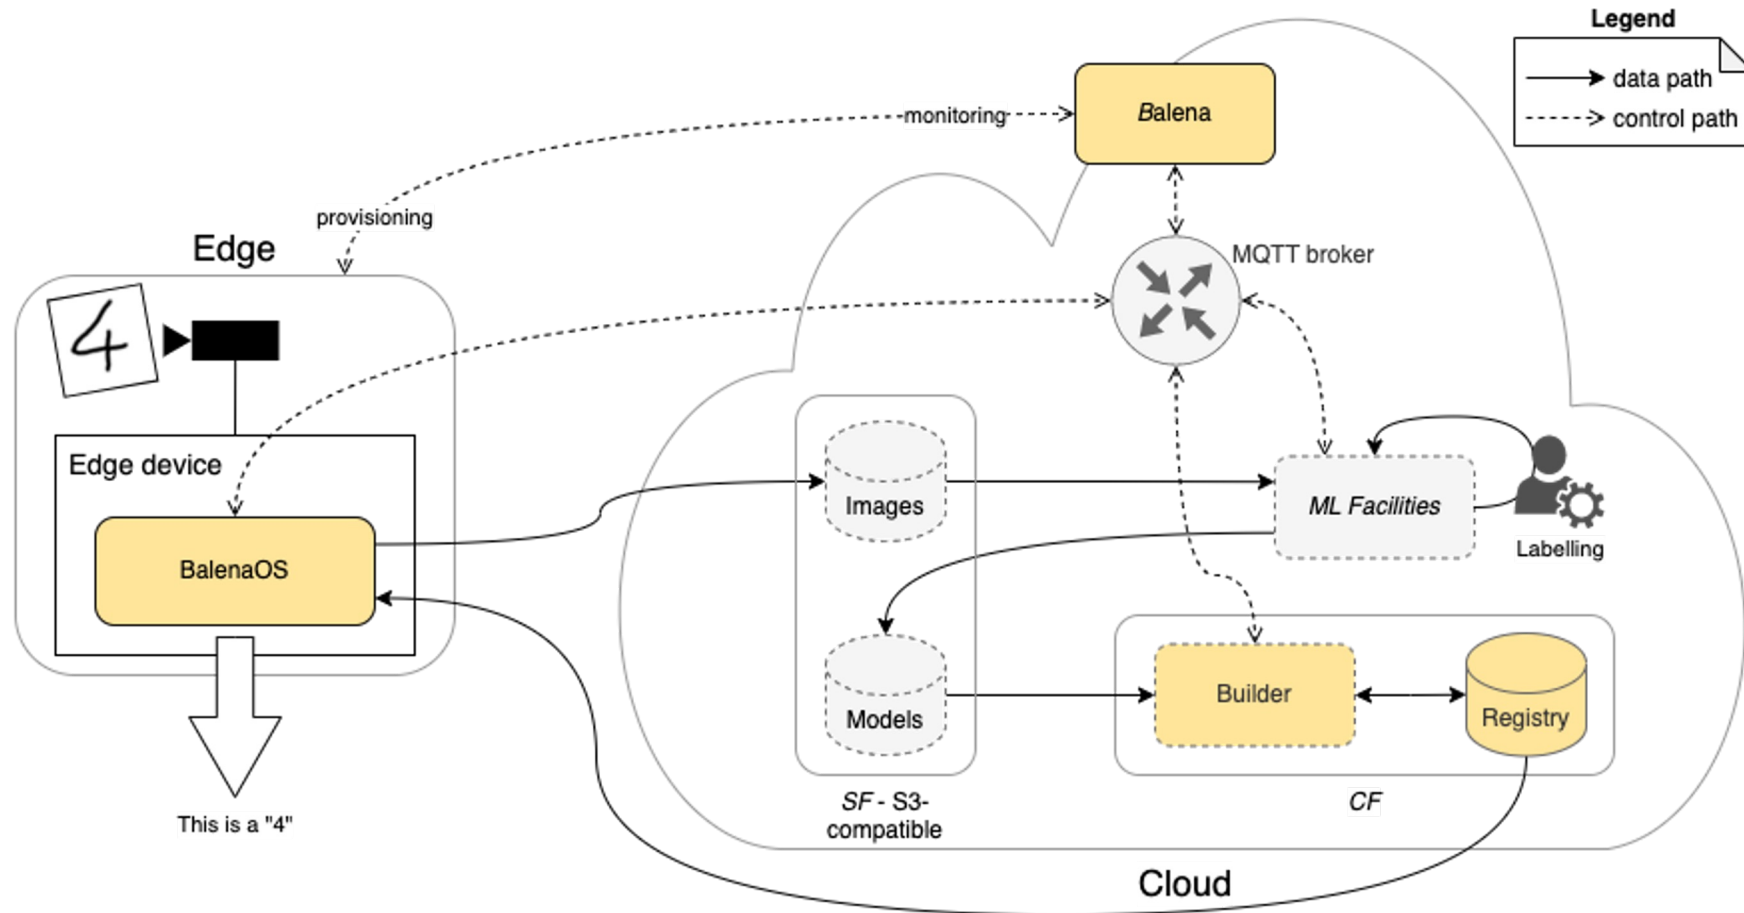 Legend
data path
control path
Balena
monitoring
provisioning
Edge
MQTT broker
4
Edge device
BalenaOS
Images
ML Facilities
Labelling
Models
Builder
Registry
SF - S3-
compatible
CF
This is a "4"
Cloud